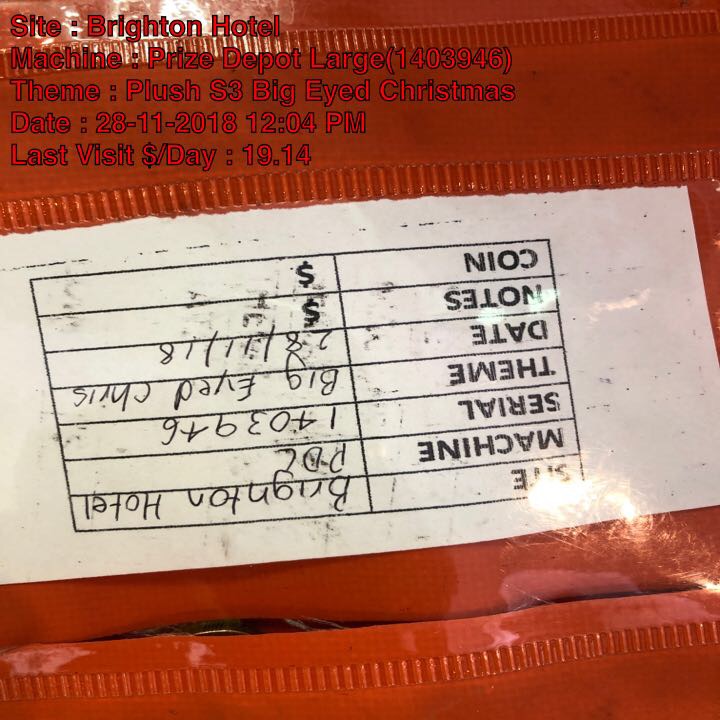 Site : Brighton Hotel
Machine : Prize Depot Large(1403946)
Theme : Plush S3 Big Eyed Christmas
Date : 28-11-2018 12:04 PM
Last Visit $/Day : 19.14
SITE Brighton Hotel
MACHINE PDL
SERIAL 1403946
THEME Big Eyed Chris
DATE 28/11/18
NOTES $
COIN $